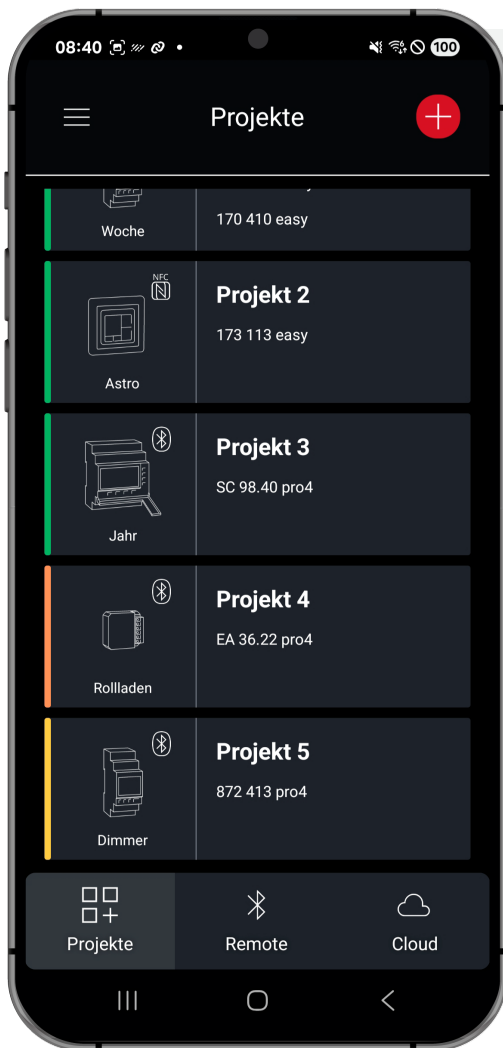 08:40
100
Projekte
Woche
170 410 easy
NFC
Astro
Projekt 2
173 113 easy
Jahr
Projekt 3
SC 98.40 pro4
Rollladen
Projekt 4
EA 36.22 pro4
Dimmer
Projekt 5
872 413 pro4
Projekte
Remote
Cloud